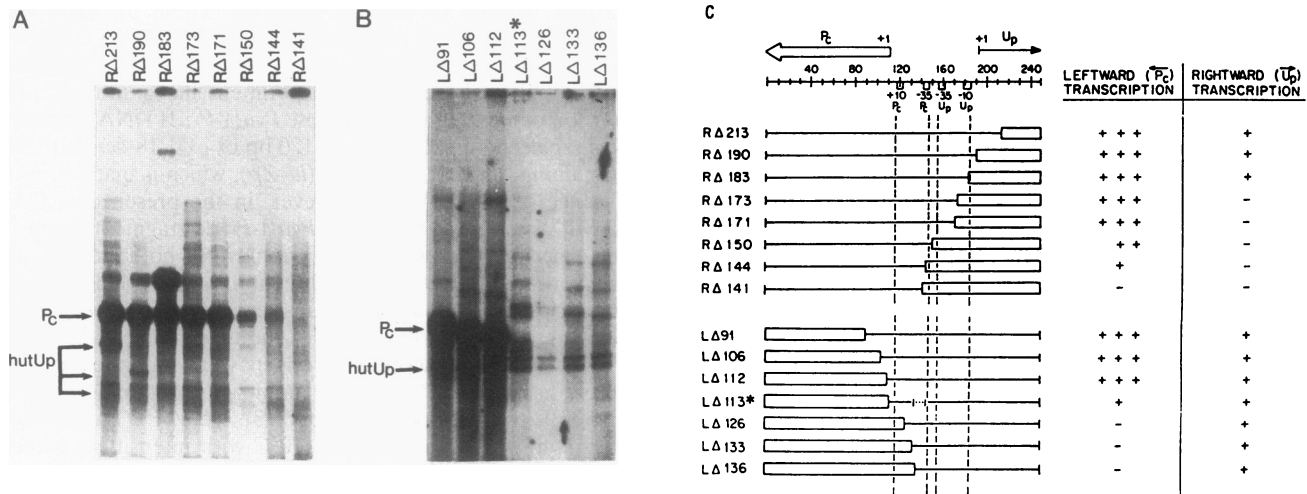 A
RΔ213
RΔ190
RΔ183
RΔ173
RΔ171
RΔ150
RΔ144
RΔ141
Pc
hutUp
B
LΔ91
LΔ106
LΔ112
LΔ113*
LΔ126
LΔ133
LΔ136
Pc
hutUp
C
Pc +1 +1 Up
40 80 120 160 200 240
+10 -35 -35 -10
Pc Pc Up Up
LEFTWARD (Pc) TRANSCRIPTION
RIGHTWARD (Up) TRANSCRIPTION
RΔ213 + + + +
RΔ190 + + + +
RΔ183 + + + +
RΔ173 + + + -
RΔ171 + + + -
RΔ150 + + -
RΔ144 + -
RΔ141 - -
LΔ91 + + + +
LΔ106 + + + +
LΔ112 + + + +
LΔ113* + +
LΔ126 - +
LΔ133 - +
LΔ136 - +